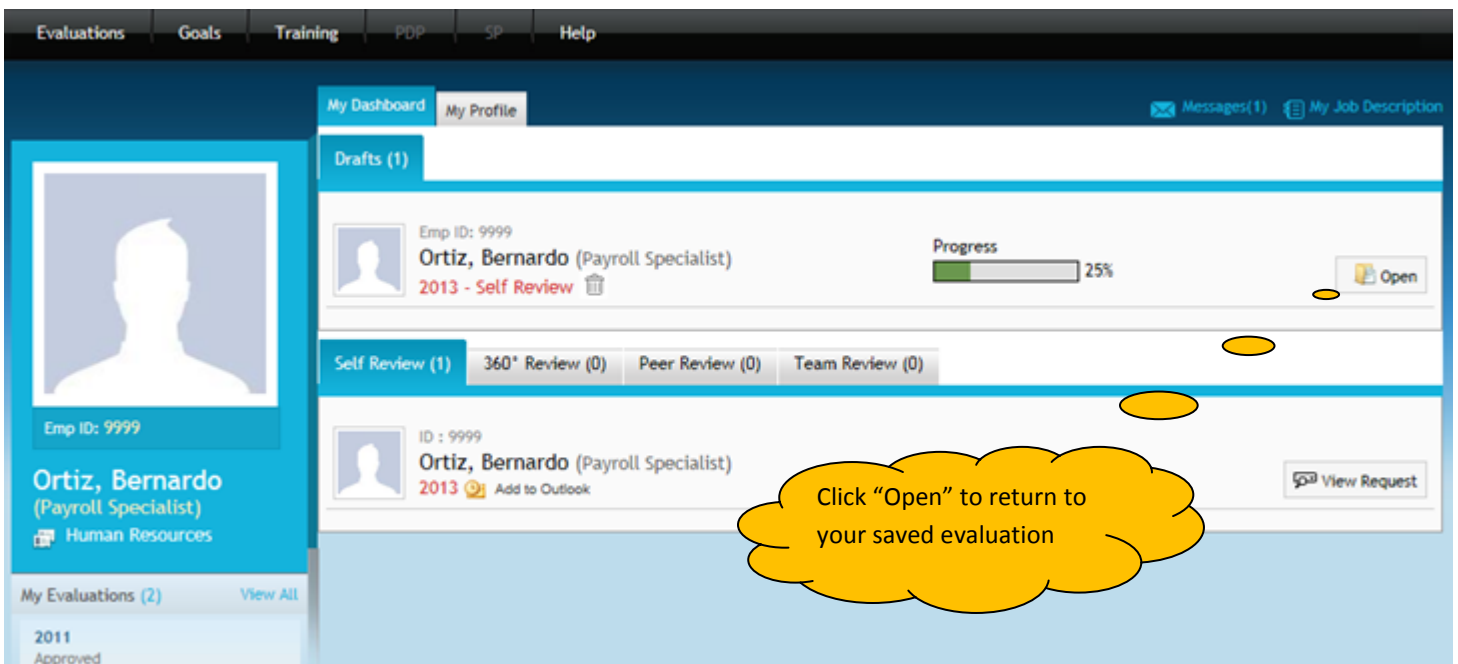 Evaluations Goals Training PDP SP Help
My Dashboard My Profile Messages(1) My Job Description
Drafts (1)
Emp ID: 9999
Ortiz, Bernardo (Payroll Specialist)
2013 - Self Review
Progress
25%
Open
Self Review (1) 360° Review (0) Peer Review (0) Team Review (0)
ID : 9999
Ortiz, Bernardo (Payroll Specialist)
2013 Add to Outlook
View Request
Click “Open” to return to
your saved evaluation
Emp ID: 9999
Ortiz, Bernardo
(Payroll Specialist)
Human Resources
My Evaluations (2) View All
2011
Approved